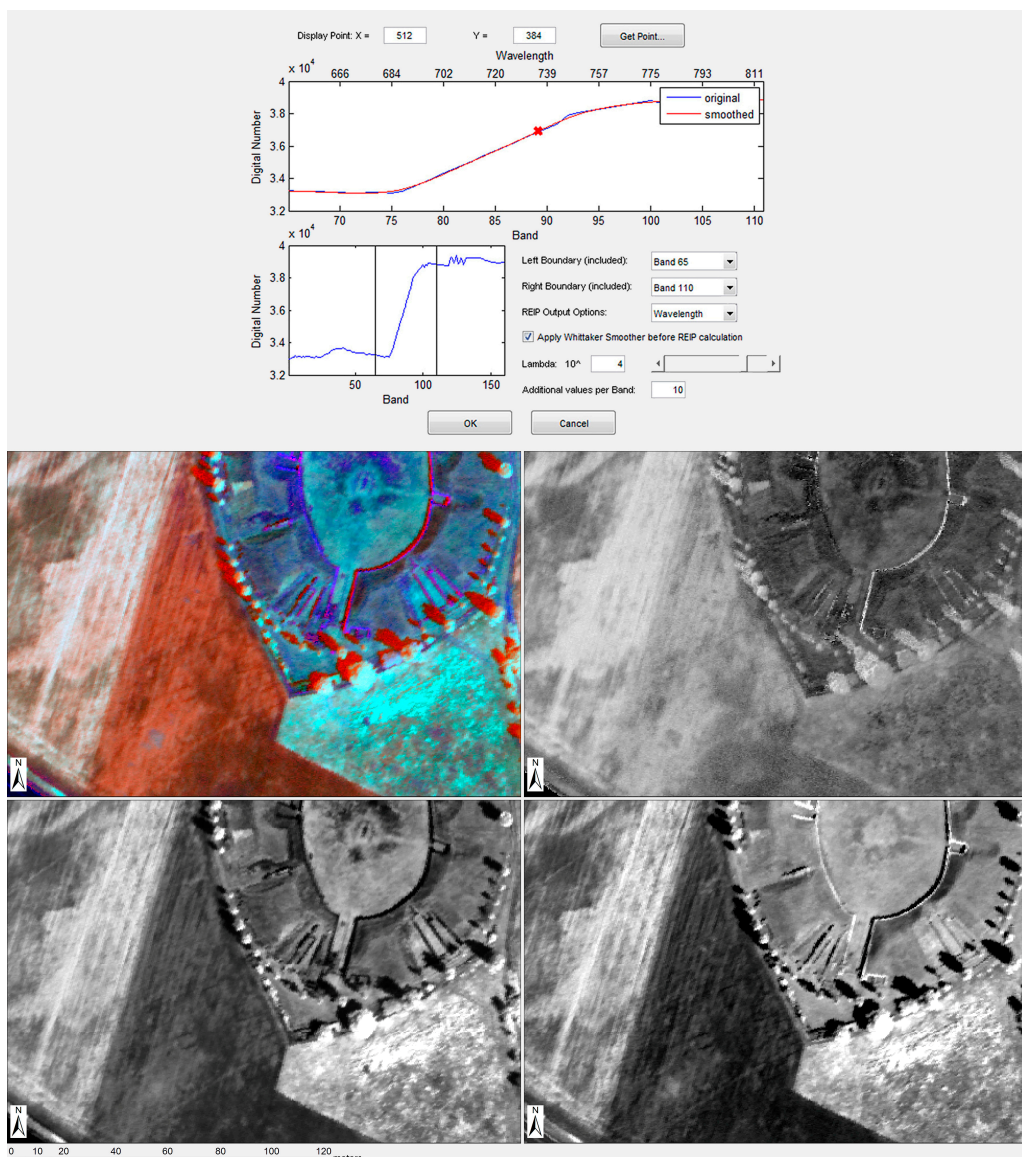 Display Point: X = 512 Y = 384 Get Point...
Wavelength
x 10^4 666 684 702 720 739 757 775 793 811
4
3.8
3.6
3.4
3.2
Digital Number
original
smoothed
70 75 80 85 90 95 100 105 110
Band
x 10^4
4
3.8
3.6
3.4
3.2
Digital Number
50 100 150
Band
Left Boundary (included): Band 65
Right Boundary (included): Band 110
REIP Output Options: Wavelength
Apply Whittaker Smoother before REIP calculation
Lambda: 10^ 4
Additional values per Band: 10
OK Cancel
N
N
N
N
0 10 20 40 60 80 100 120